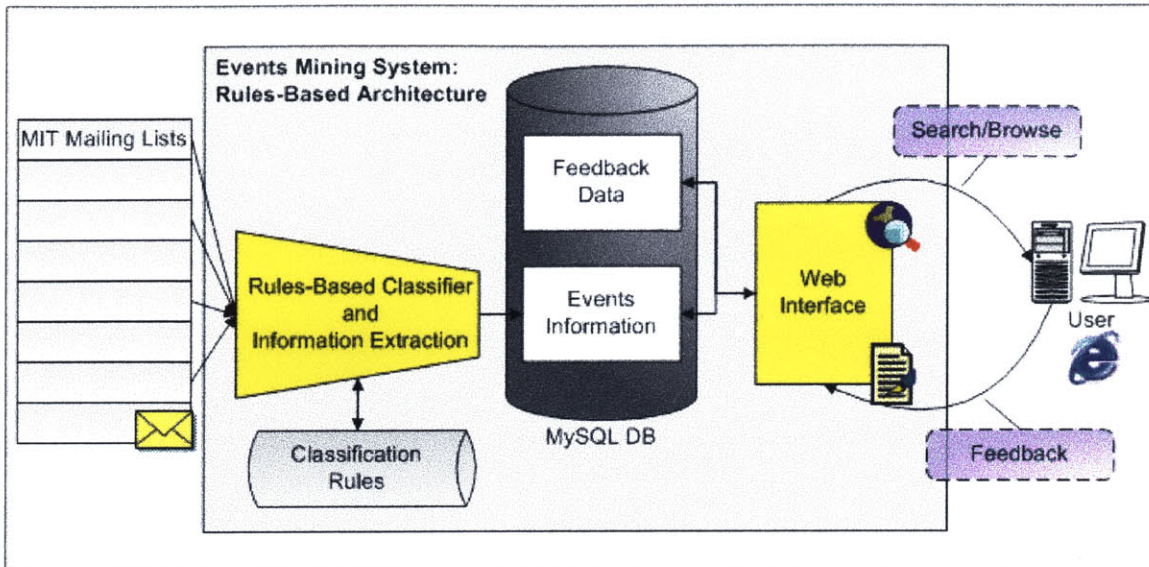 Events Mining System:
Rules-Based Architecture
MIT Mailing Lists
Rules-Based Classifier
and
Information Extraction
Classification
Rules
Feedback
Data
Events
Information
MySQL DB
Web
Interface
Search/Browse
User
Feedback